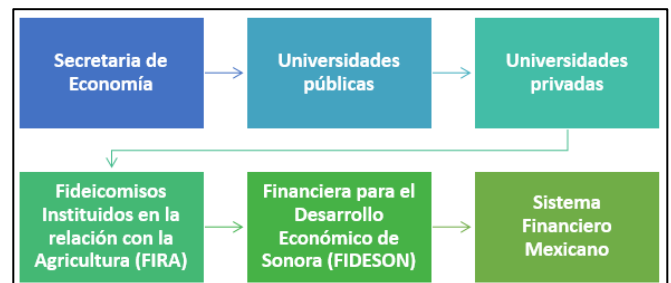 Secretaria de
Economía
Universidades
públicas
Universidades
privadas
Fideicomisos
Instituidos en la
relación con la
Agricultura (FIRA)
Financiera para el
Desarrollo
Económico de
Sonora (FIDESON)
Sistema
Financiero
Mexicano